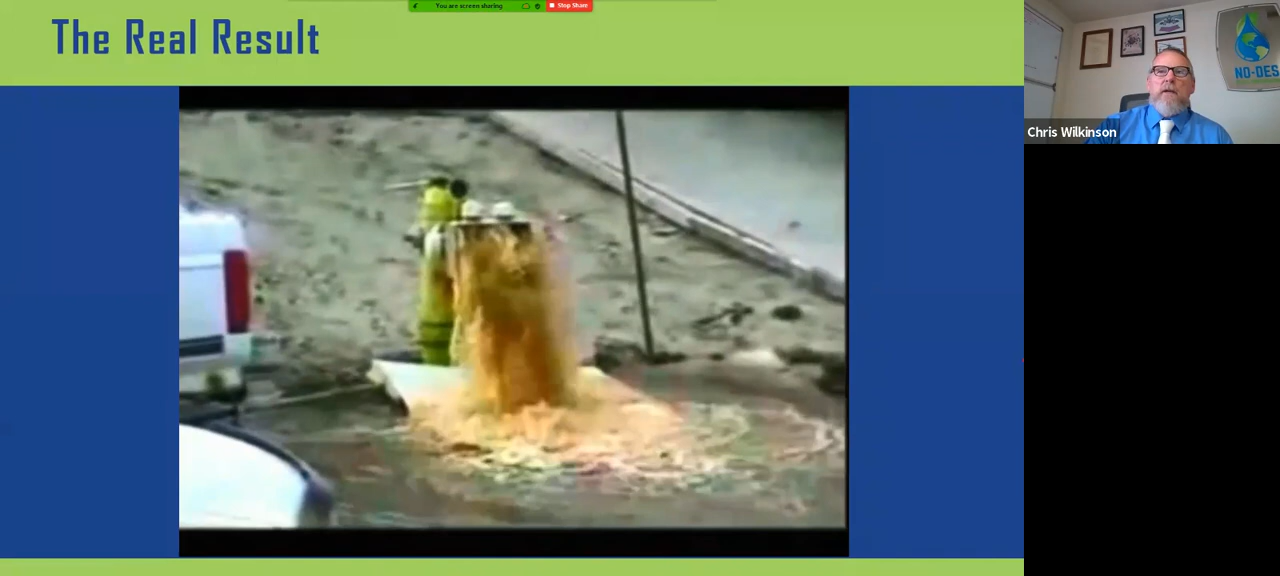 You are screen sharing
Stop Share
The Real Result
NO-DES
Chris Wilkinson